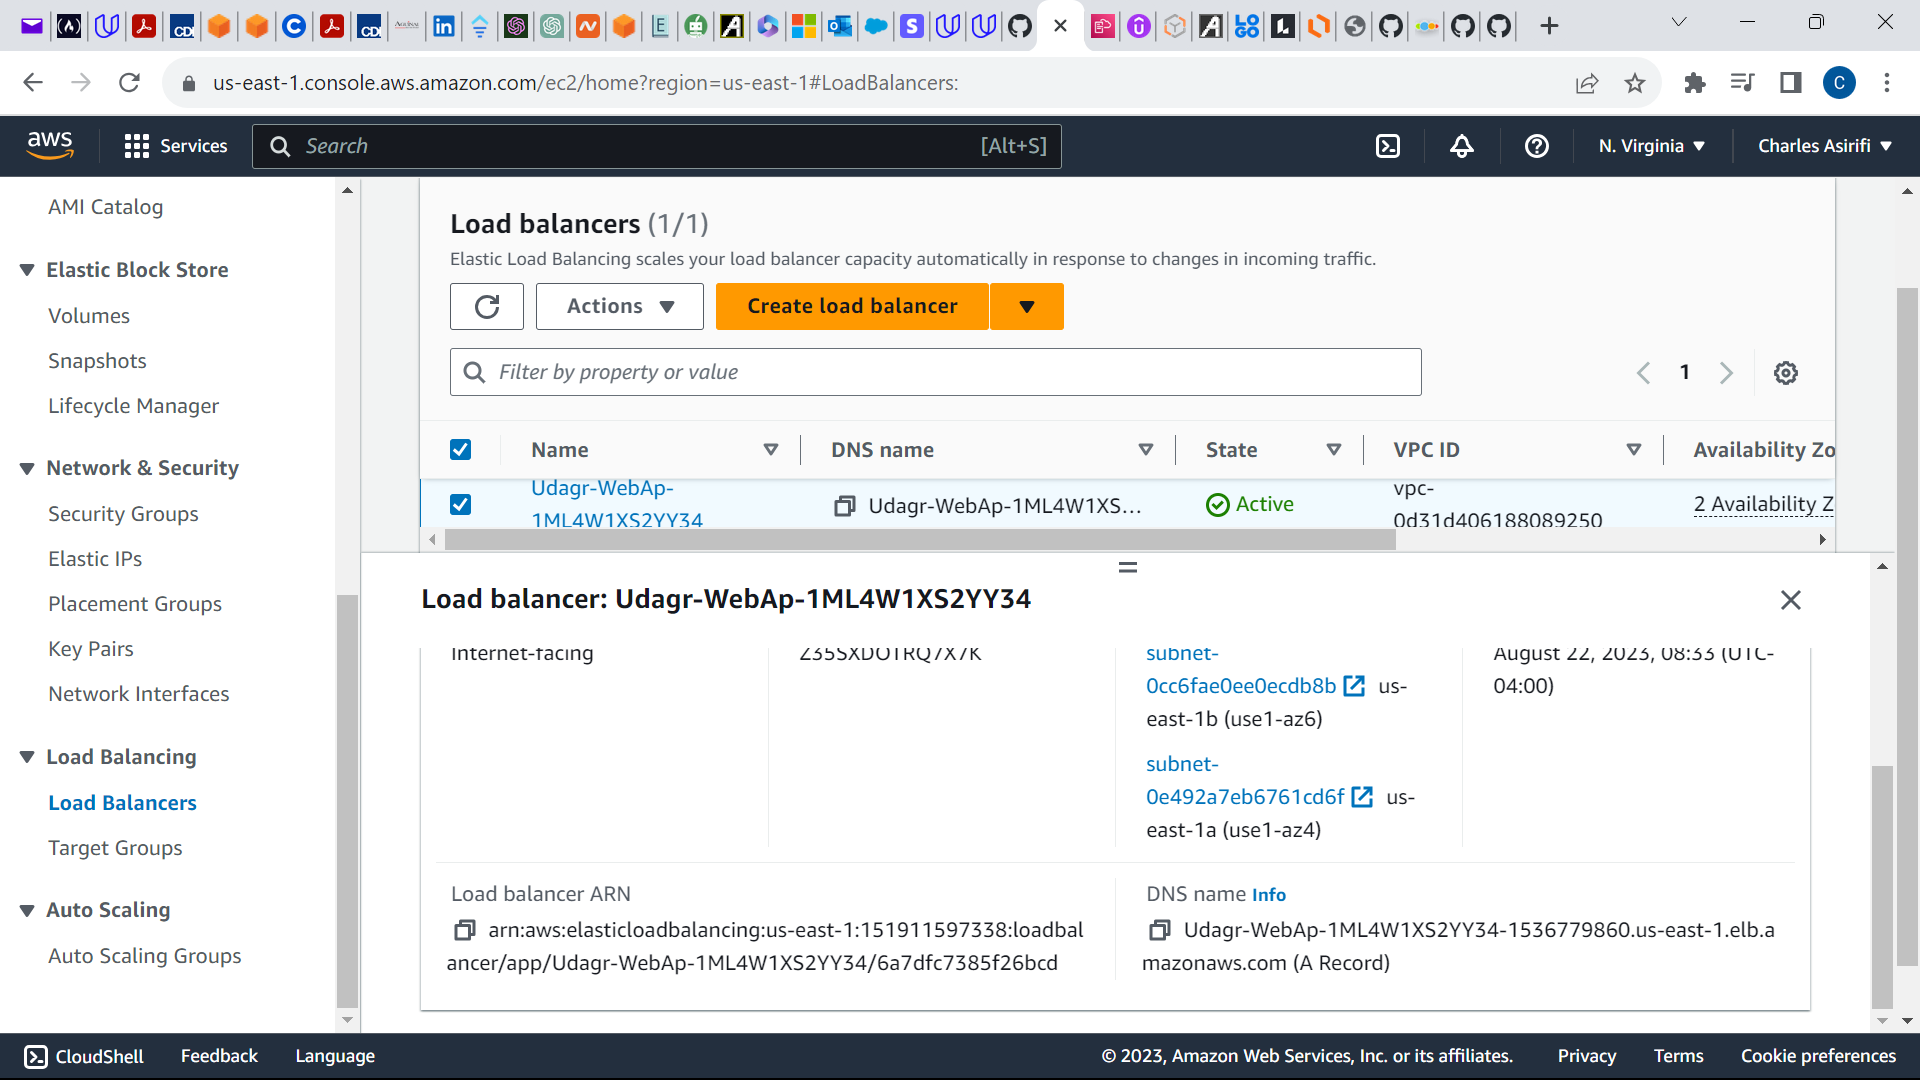 us-east-1.console.aws.amazon.com/ec2/home?region=us-east-1#LoadBalancers:
C
aws
Services
Search
[Alt+S]
N. Virginia
Charles Asirifi
AMI Catalog
Elastic Block Store
Volumes
Snapshots
Lifecycle Manager
Network & Security
Security Groups
Elastic IPs
Placement Groups
Key Pairs
Network Interfaces
Load Balancing
Load Balancers
Target Groups
Auto Scaling
Auto Scaling Groups
Load balancers (1/1)
Elastic Load Balancing scales your load balancer capacity automatically in response to changes in incoming traffic.
Actions
Create load balancer
Filter by property or value
1
Name
DNS name
State
VPC ID
Availability Zo
Udagr-WebAp-
1ML4W1XS2YY34
Udagr-WebAp-1ML4W1XS...
Active
vpc-
0d31d406188089250
2 Availability Z
Load balancer: Udagr-WebAp-1ML4W1XS2YY34
Internet-facing
Z35SXDOTRQ7X7K
subnet-
0cc6fae0ee0ecdb8b us-
east-1b (use1-az6)
subnet-
0e492a7eb6761cd6f us-
east-1a (use1-az4)
August 22, 2023, 08:33 (UTC-
04:00)
Load balancer ARN
arn:aws:elasticloadbalancing:us-east-1:151911597338:loadbal
ancer/app/Udagr-WebAp-1ML4W1XS2YY34/6a7dfc7385f26bcd
DNS name Info
Udagr-WebAp-1ML4W1XS2YY34-1536779860.us-east-1.elb.a
mazonaws.com (A Record)
CloudShell
Feedback
Language
© 2023, Amazon Web Services, Inc. or its affiliates.
Privacy
Terms
Cookie preferences